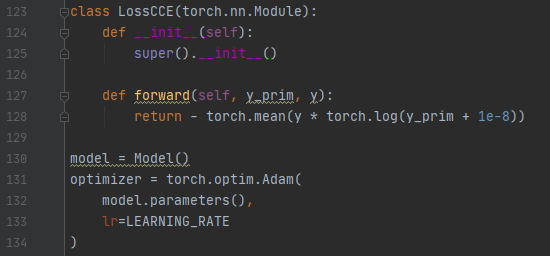 123 class LossCCE(torch.nn.Module):
124     def __init__(self):
125         super().__init__()
126
127     def forward(self, y_prim, y):
128         return - torch.mean(y * torch.log(y_prim + 1e-8))
129
130 model = Model()
131 optimizer = torch.optim.Adam(
132     model.parameters(),
133     lr=LEARNING_RATE
134 )